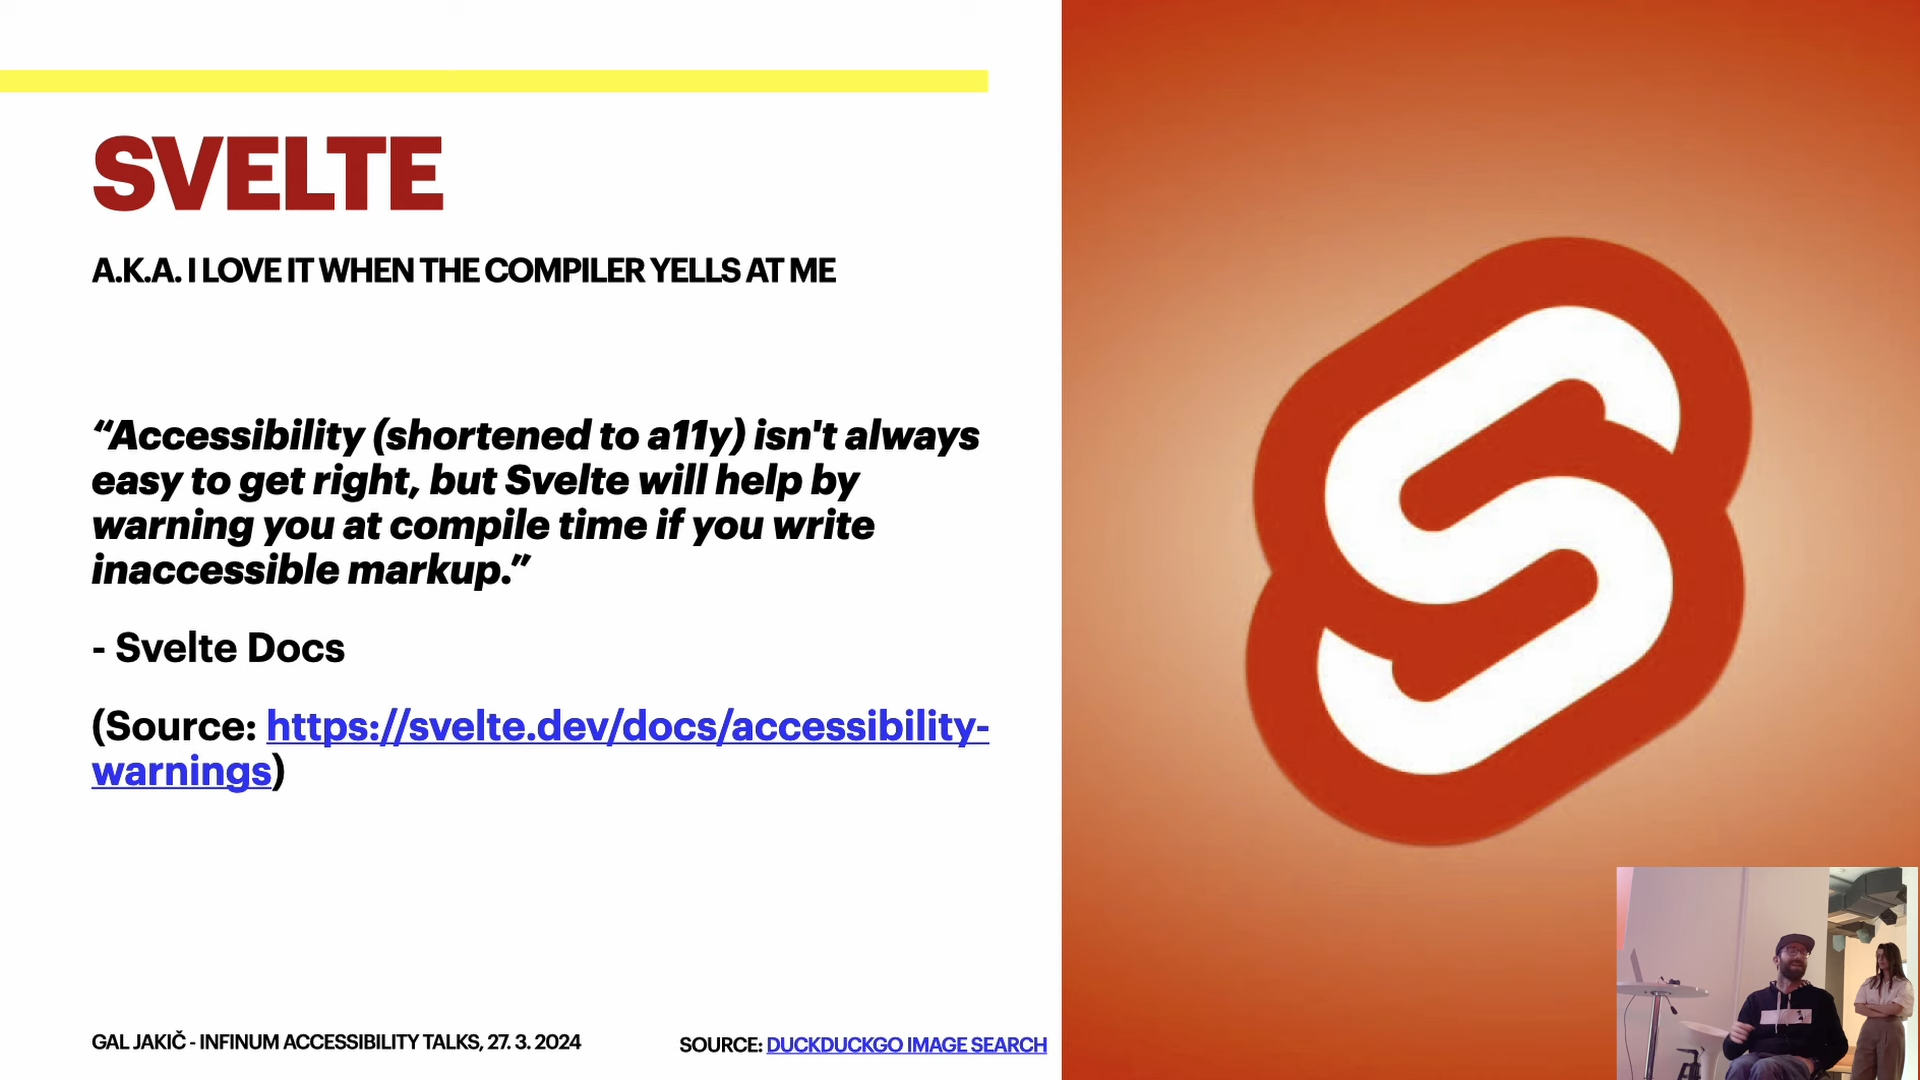 SVELTE
A.K.A. I LOVE IT WHEN THE COMPILER YELLS AT ME
“Accessibility (shortened to a11y) isn't always
easy to get right, but Svelte will help by
warning you at compile time if you write
inaccessible markup.”
- Svelte Docs
(Source: https://svelte.dev/docs/accessibility-
warnings)
GAL JAKIČ - INFINUM ACCESSIBILITY TALKS, 27. 3. 2024
SOURCE: DUCKDUCKGO IMAGE SEARCH